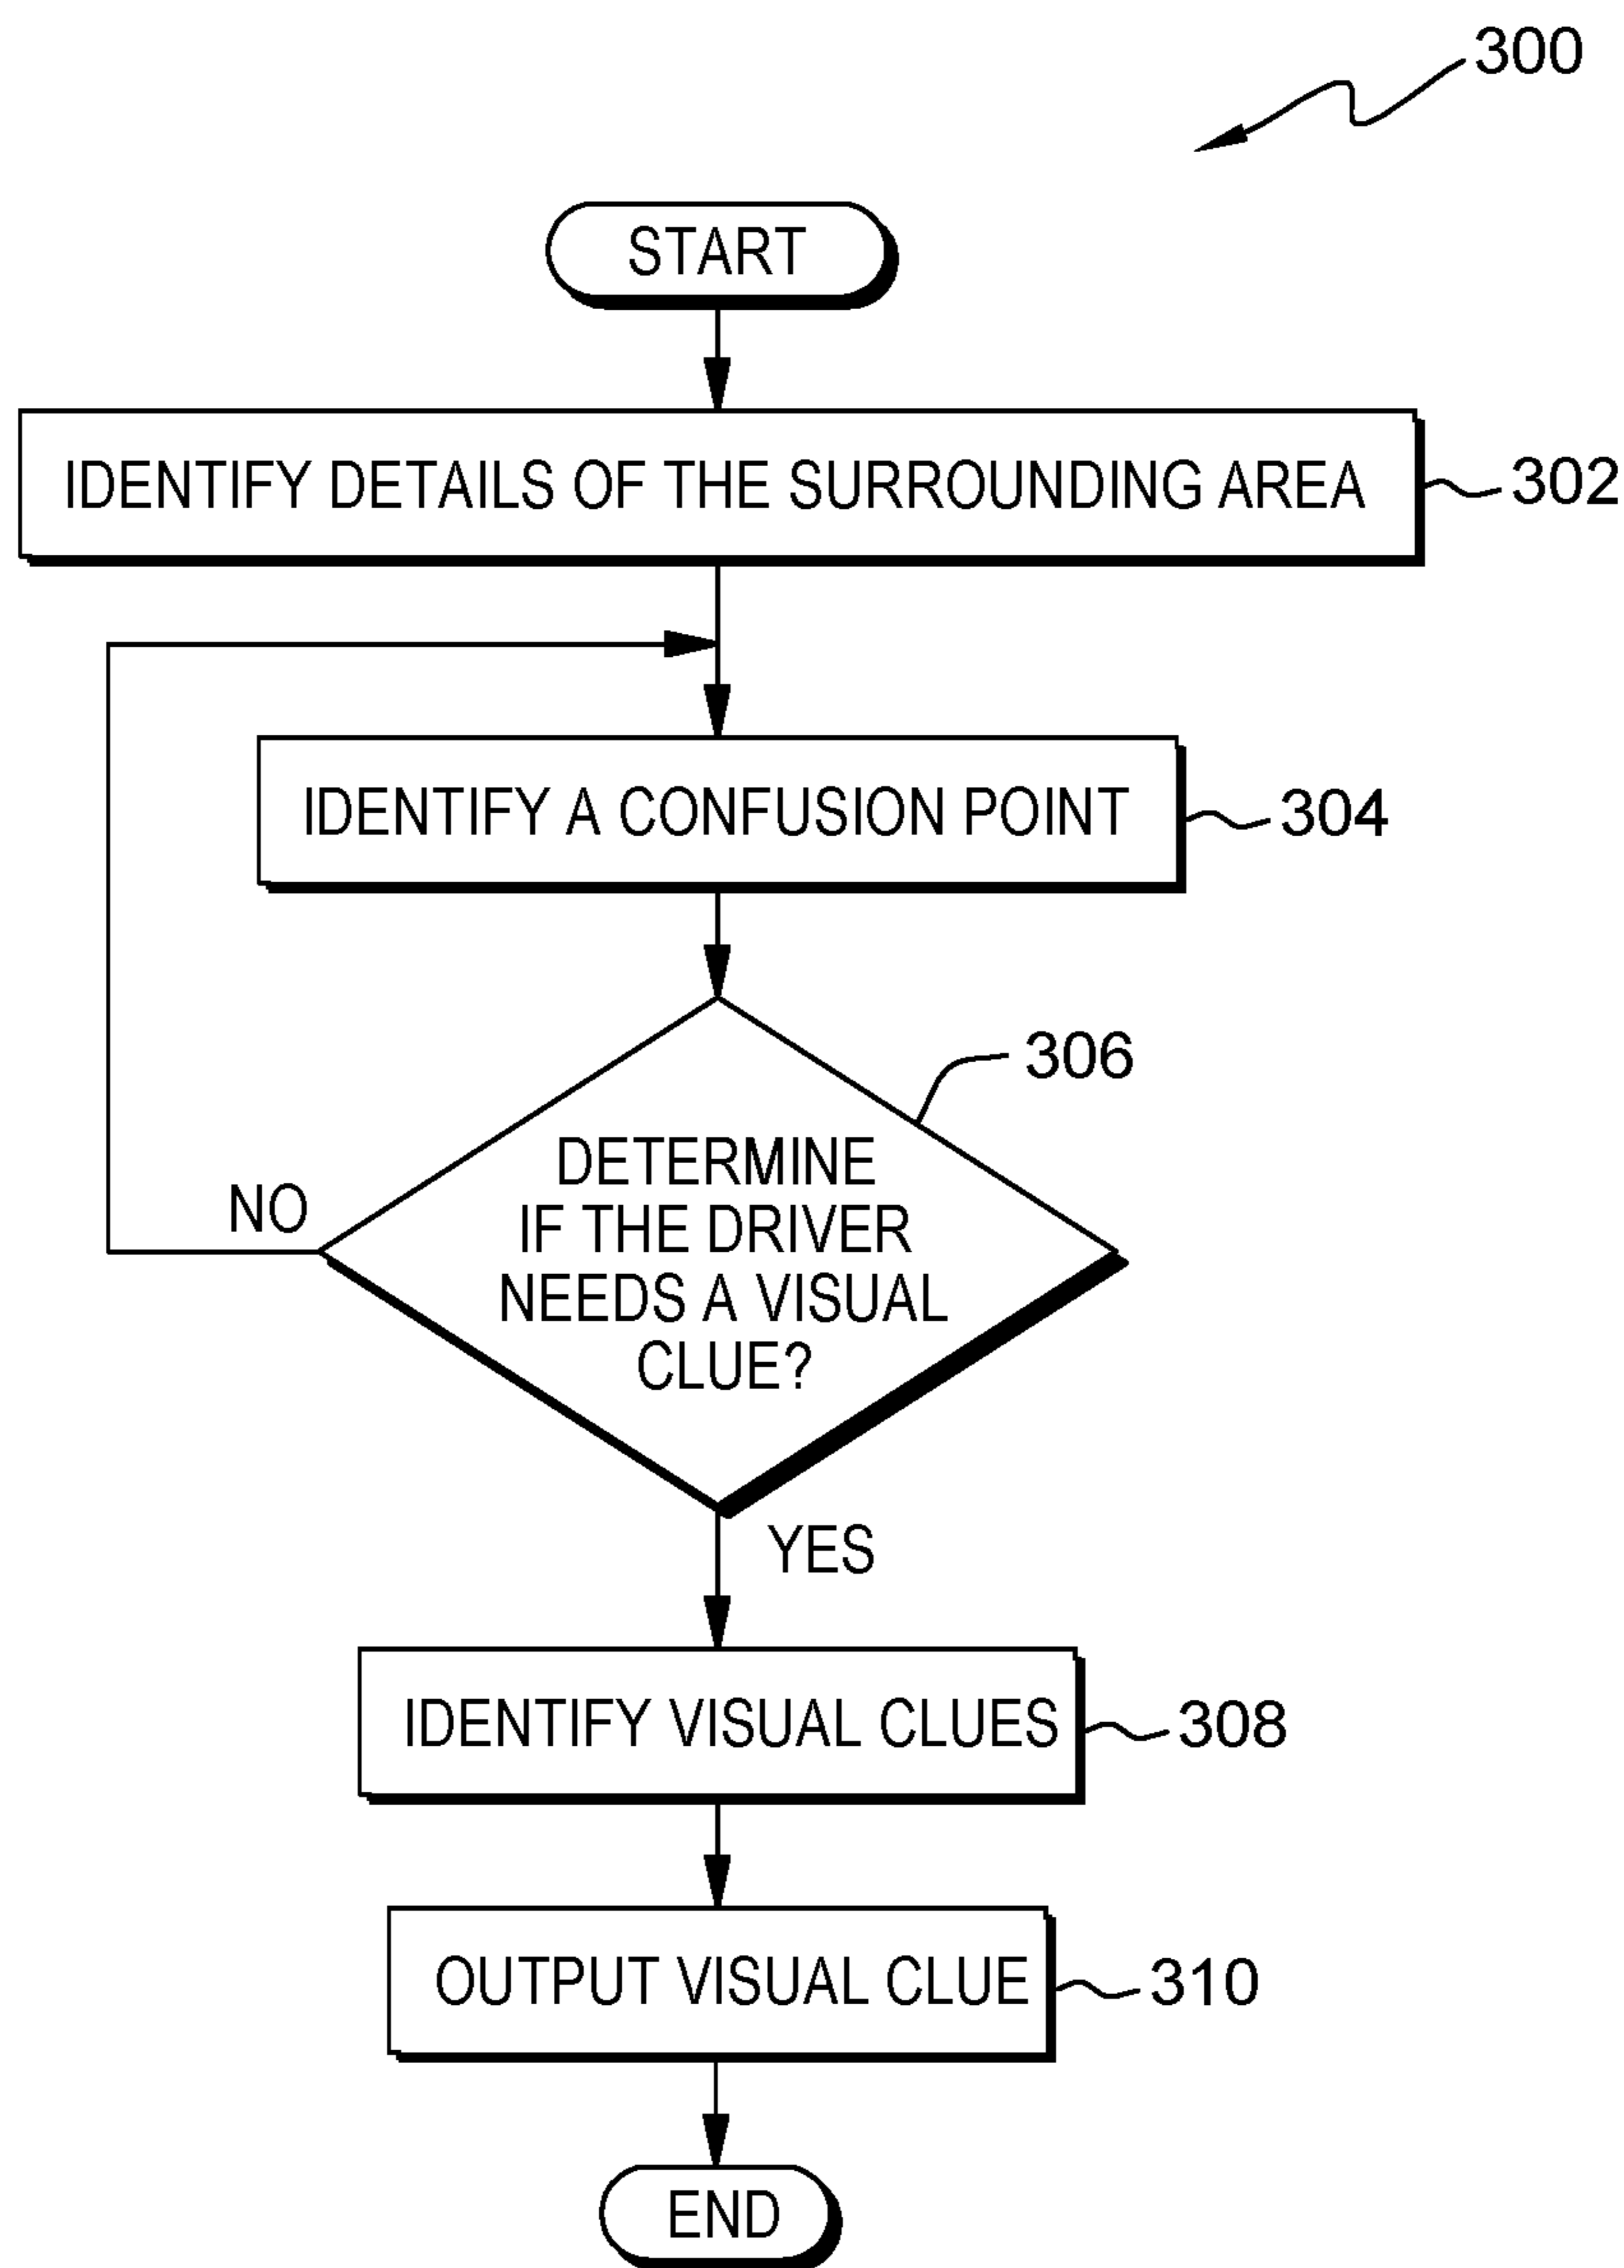 300
START
IDENTIFY DETAILS OF THE SURROUNDING AREA
302
IDENTIFY A CONFUSION POINT
304
306
DETERMINE
IF THE DRIVER
NEEDS A VISUAL
CLUE?
NO
YES
IDENTIFY VISUAL CLUES
308
OUTPUT VISUAL CLUE
310
END